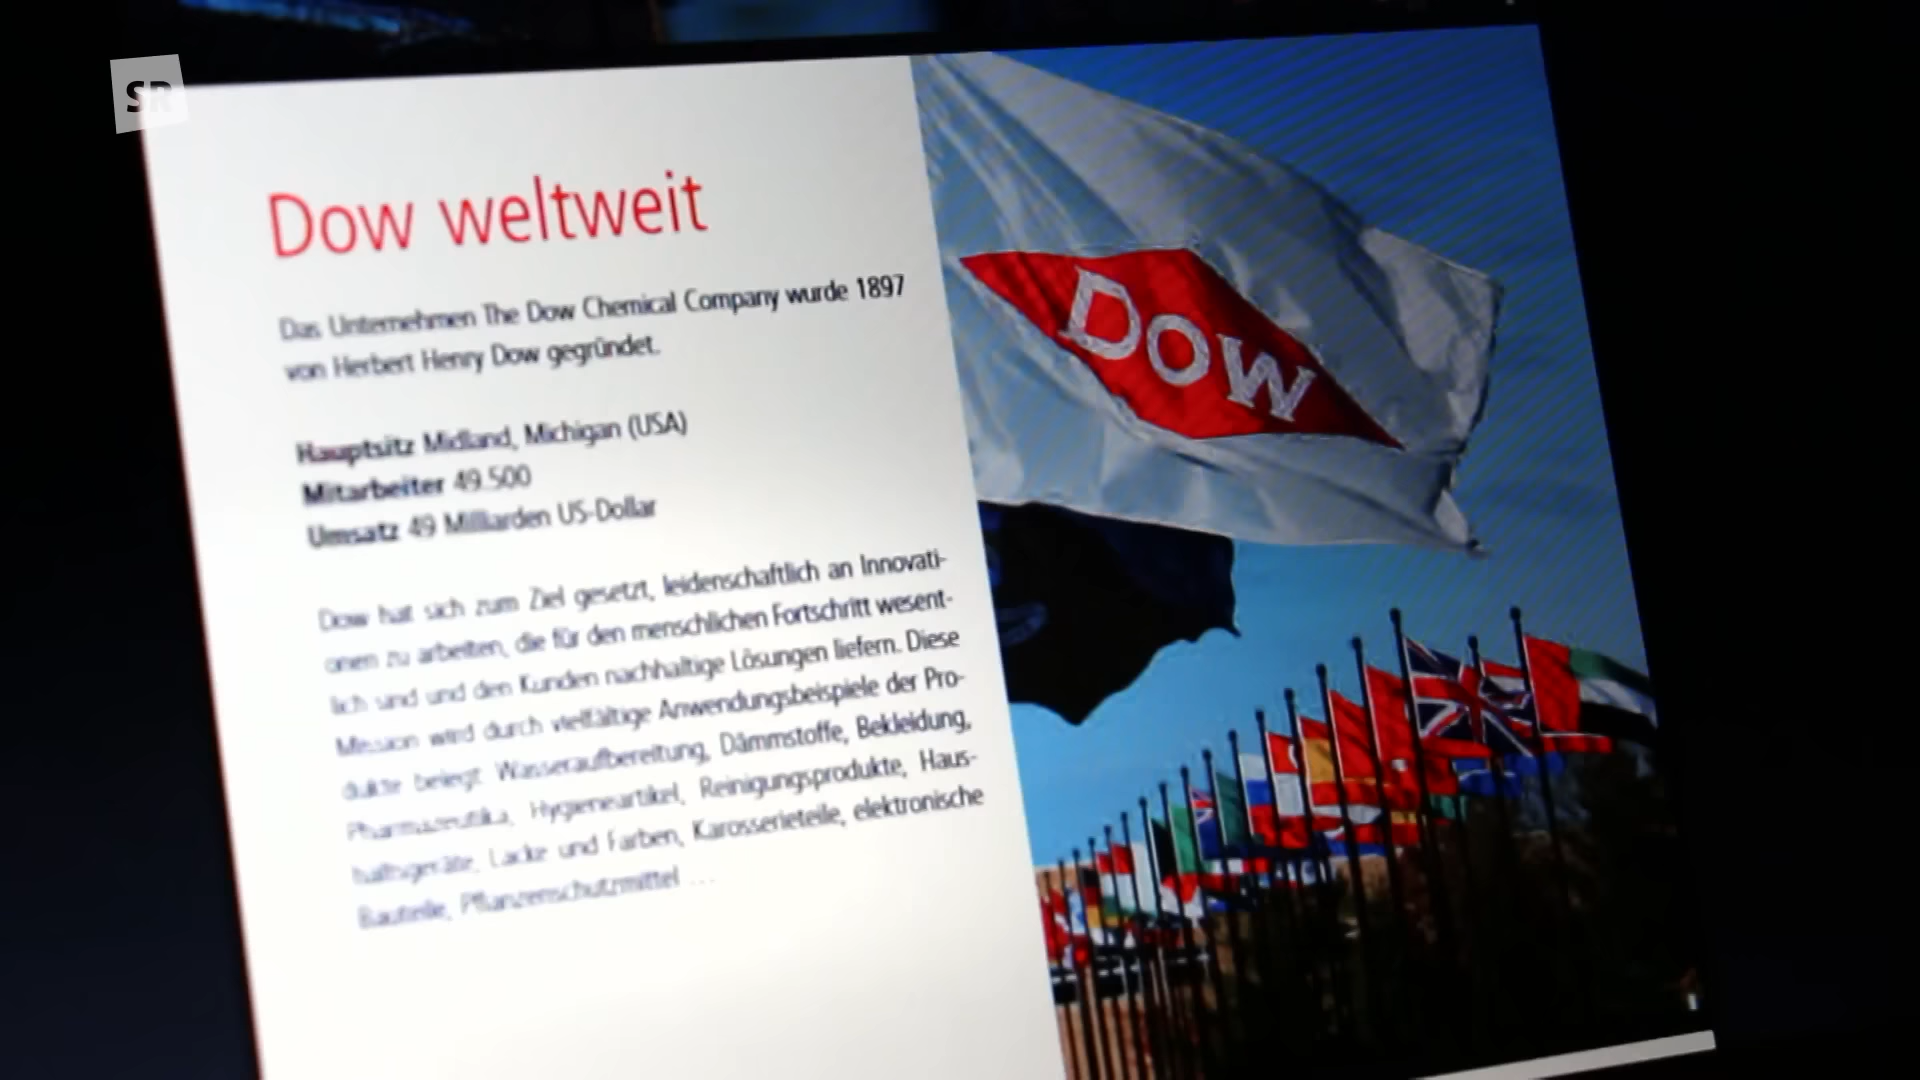 SR
Dow weltweit
Das Unternehmen The Dow Chemical Company wurde 1897
von Herbert Henry Dow gegründet.
Hauptsitz Midland, Michigan (USA)
Mitarbeiter 49.500
Umsatz 49 Milliarden US-Dollar
Dow hat sich zum Ziel gesetzt, leidenschaftlich an Innovati-
onen zu arbeiten, die für den menschlichen Fortschritt wesent-
lich sind und den Kunden nachhaltige Lösungen liefern. Diese
Mission wird durch vielfältige Anwendungsbeispiele der Pro-
dukte belegt: Wasseraufbereitung, Dämmstoffe, Bekleidung,
Pharmazeutika, Hygieneartikel, Reinigungsprodukte, Haus-
haltsgeräte, Lacke und Farben, Karosserieteile, elektronische
Bauteile, Pflanzenschutzmittel ...
DOW